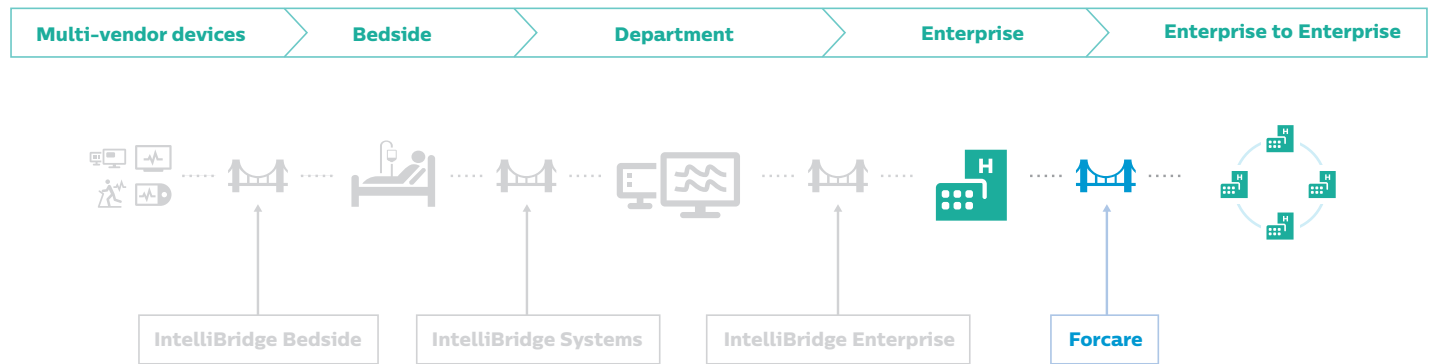 Multi-vendor devices
Bedside
Department
Enterprise
Enterprise to Enterprise
H
H
H
H
H
IntelliBridge Bedside
IntelliBridge Systems
IntelliBridge Enterprise
Forcare